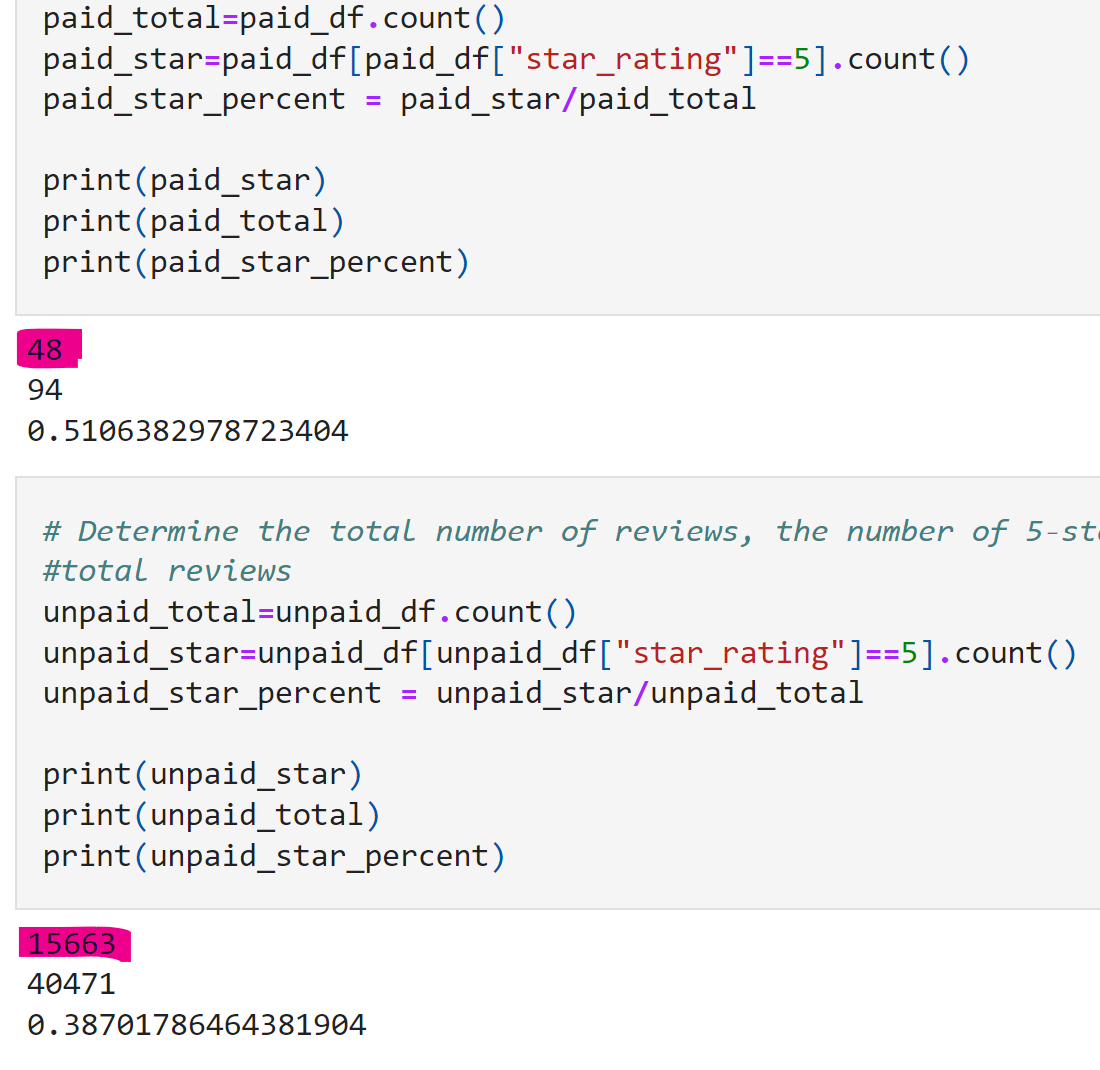 paid_total=paid_df.count()
paid_star=paid_df[paid_df["star_rating"]==5].count()
paid_star_percent = paid_star/paid_total
print(paid_star)
print(paid_total)
print(paid_star_percent)
48
94
0.5106382978723404
# Determine the total number of reviews, the number of 5-st
#total reviews
unpaid_total=unpaid_df.count()
unpaid_star=unpaid_df[unpaid_df["star_rating"]==5].count()
unpaid_star_percent = unpaid_star/unpaid_total
print(unpaid_star)
print(unpaid_total)
print(unpaid_star_percent)
15663
40471
0.38701786464381904